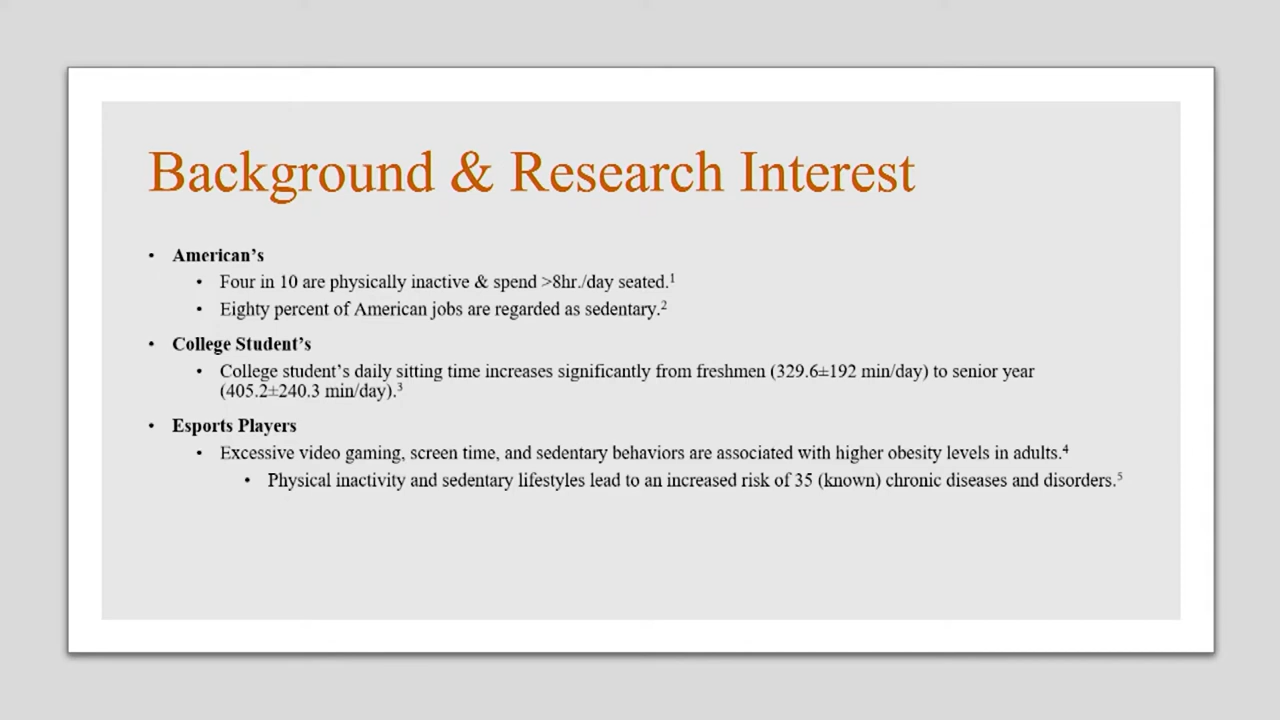 Background & Research Interest
• American’s
• Four in 10 are physically inactive & spend >8hr./day seated.¹
• Eighty percent of American jobs are regarded as sedentary.²
• College Student’s
• College student’s daily sitting time increases significantly from freshmen (329.6±192 min/day) to senior year
(405.2±240.3 min/day).³
• Esports Players
• Excessive video gaming, screen time, and sedentary behaviors are associated with higher obesity levels in adults.⁴
• Physical inactivity and sedentary lifestyles lead to an increased risk of 35 (known) chronic diseases and disorders.⁵